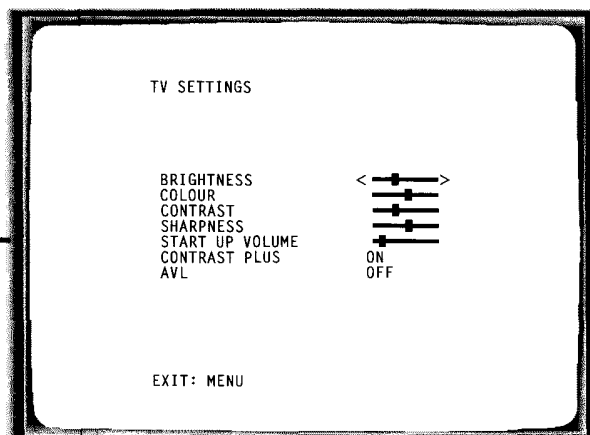 TV SETTINGS
BRIGHTNESS < >
COLOUR
CONTRAST
SHARPNESS
START UP VOLUME
CONTRAST PLUS ON
AVL OFF
EXIT: MENU